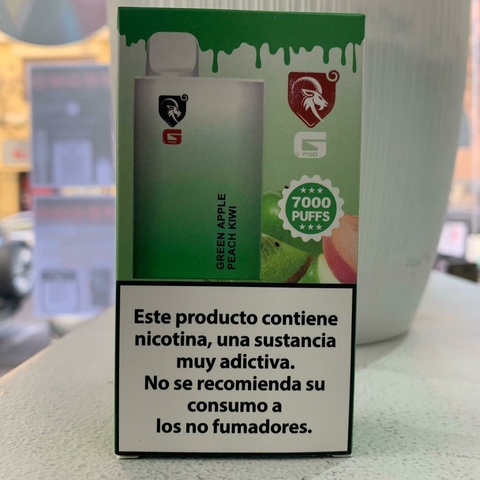 G
GREEN APPLE
PEACH KIWI
G
POD
7000
PUFFS
Este producto contiene
nicotina, una sustancia
muy adictiva.
No se recomienda su
consumo a
los no fumadores.